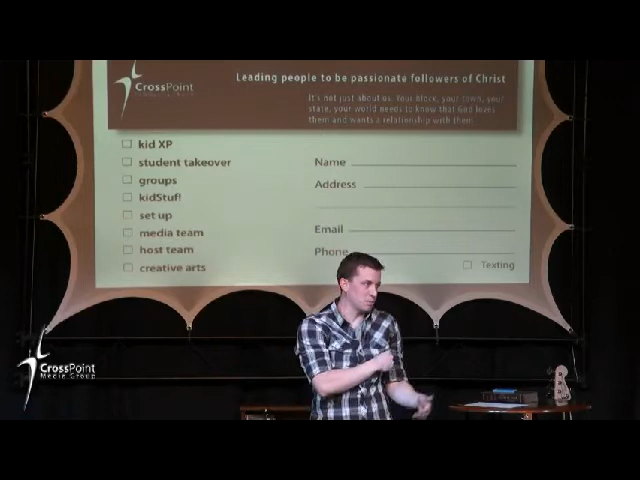 CrossPoint
Leading people to be passionate followers of Christ
It's not just about us. Your block, your town, your
state, your world needs to know that God loves
them and wants a relationship with them
kid XP
student takeover
groups
kidStuf!
set up
media team
host team
creative arts
Name
Address
Email
Phone
Texting
CrossPoint
Media Group